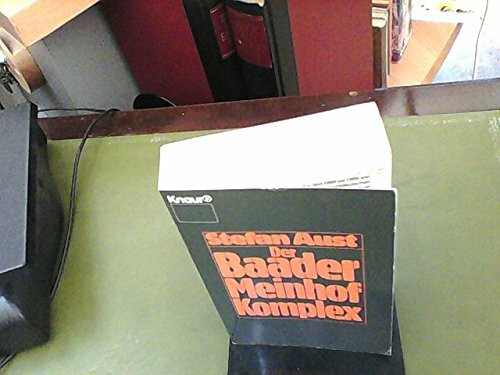 Knaur®
Stefan Aust
Der
Baader
Meinhof
Komplex